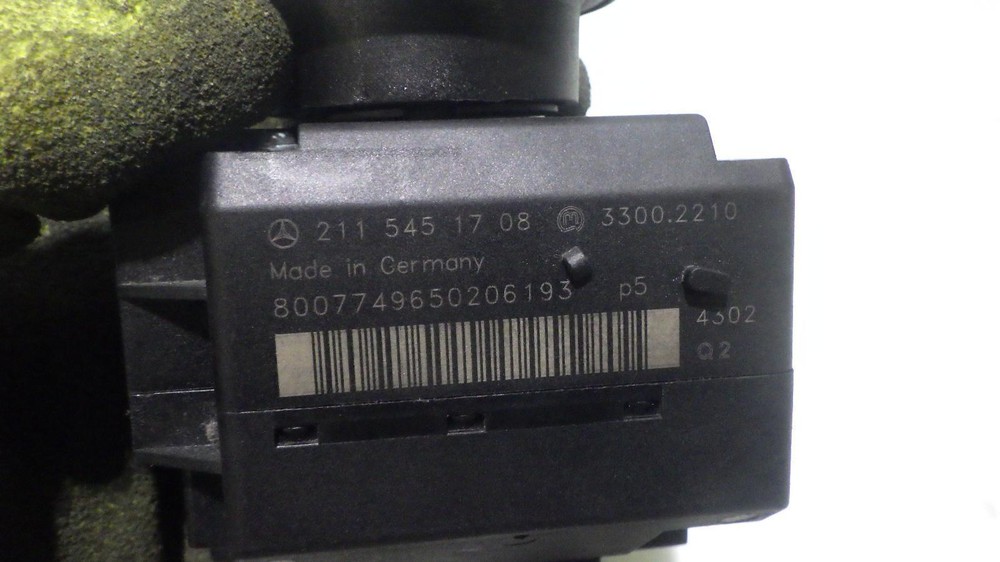 211 545 17 08 M 3300.2210
Made in Germany
8007749650206193 p5
4302
Q2